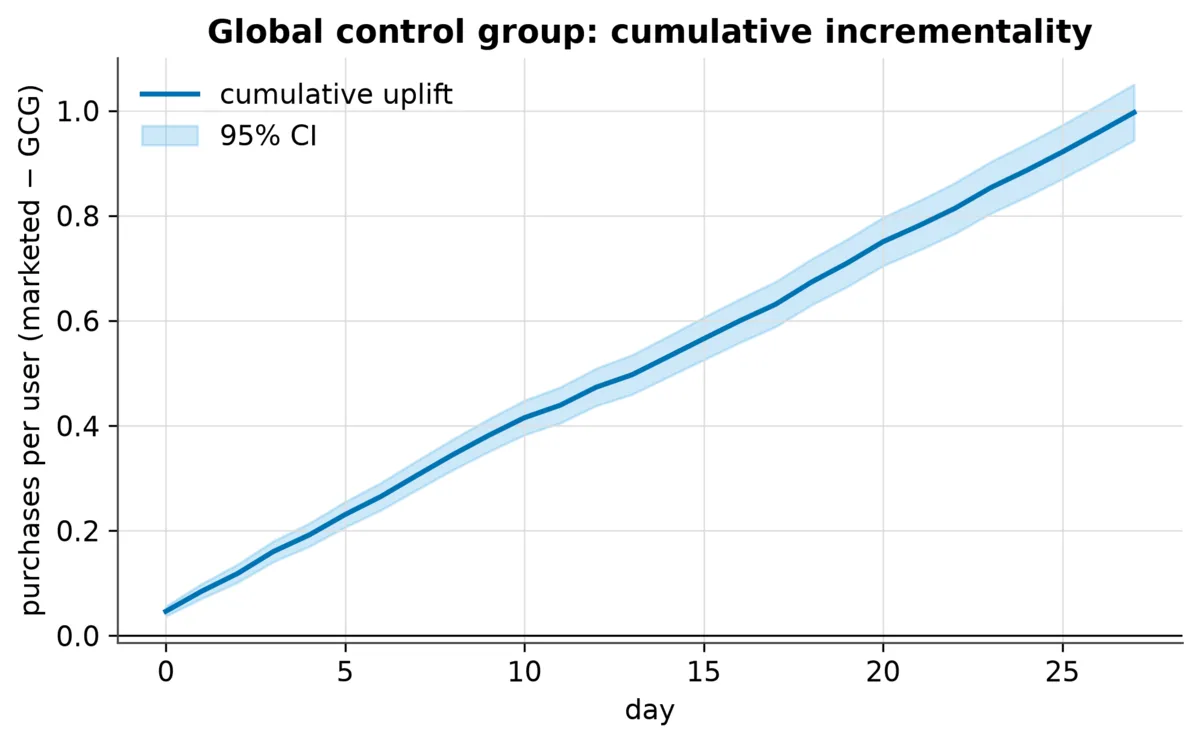 Global control group: cumulative incrementality
cumulative uplift
95% CI
purchases per user (marketed − GCG)
1.0
0.8
0.6
0.4
0.2
0.0
0 5 10 15 20 25
day